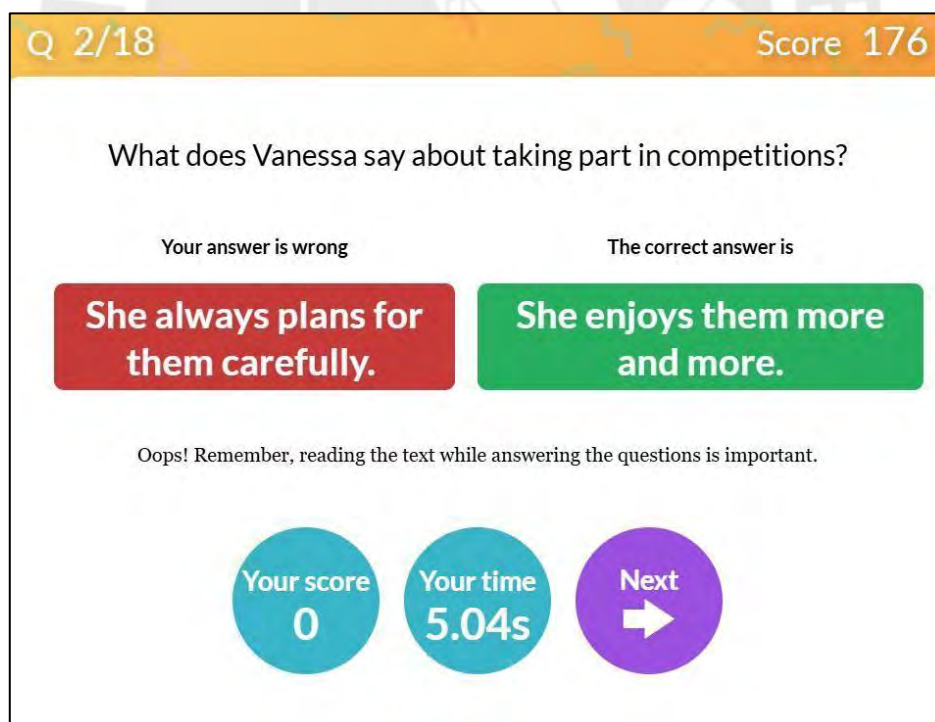 Q 2/18
Score 176
What does Vanessa say about taking part in competitions?
Your answer is wrong
The correct answer is
She always plans for
them carefully.
She enjoys them more
and more.
Oops! Remember, reading the text while answering the questions is important.
Your score
0
Your time
5.04s
Next